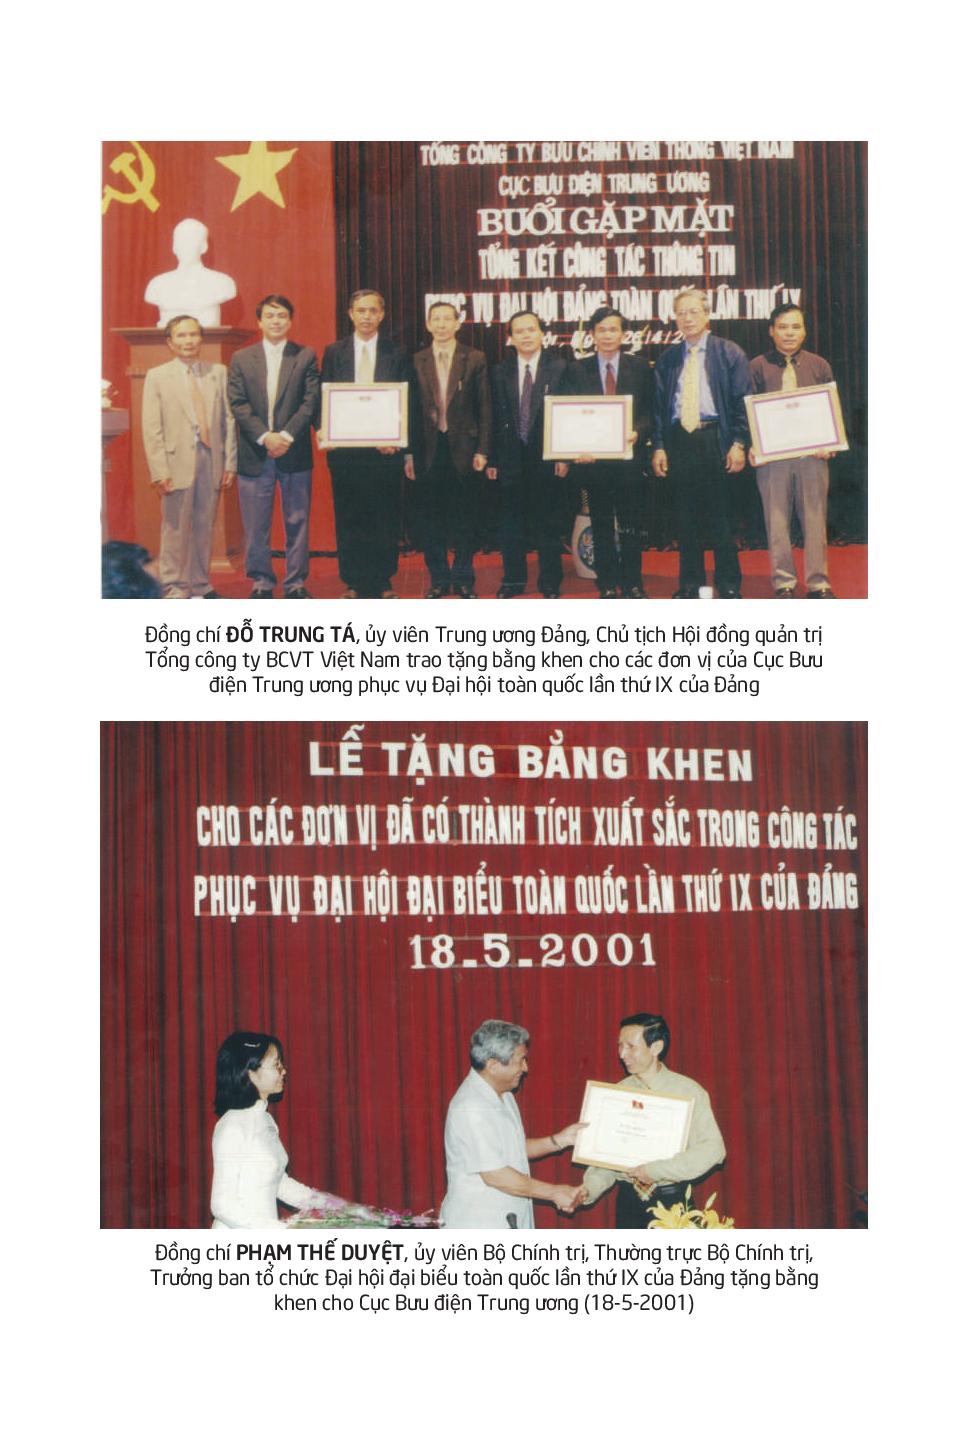 TỔNG CÔNG TY BƯU CHÍNH VIỄN THÔNG VIỆT NAM
CỤC BƯU ĐIỆN TRUNG ƯƠNG
BUỔI GẶP MẶT
TỔNG KẾT CÔNG TÁC THÔNG TIN
PHỤC VỤ ĐẠI HỘI ĐẢNG TOÀN QUỐC LẦN THỨ IX
26/4/2
Đồng chí ĐỖ TRUNG TÁ, ủy viên Trung ương Đảng, Chủ tịch Hội đồng quản trị
Tổng công ty BCVT Việt Nam trao tặng bằng khen cho các đơn vị của Cục Bưu
điện Trung ương phục vụ Đại hội toàn quốc lần thứ IX của Đảng
LỄ TẶNG BẰNG KHEN
CHO CÁC ĐƠN VỊ ĐÃ CÓ THÀNH TÍCH XUẤT SẮC TRONG CÔNG TÁC
PHỤC VỤ ĐẠI HỘI ĐẠI BIỂU TOÀN QUỐC LẦN THỨ IX CỦA ĐẢNG
18_5_2001
Đồng chí PHẠM THẾ DUYỆT, ủy viên Bộ Chính trị, Thường trực Bộ Chính trị,
Trưởng ban tổ chức Đại hội đại biểu toàn quốc lần thứ IX của Đảng tặng bằng
khen cho Cục Bưu điện Trung ương (18-5-2001)